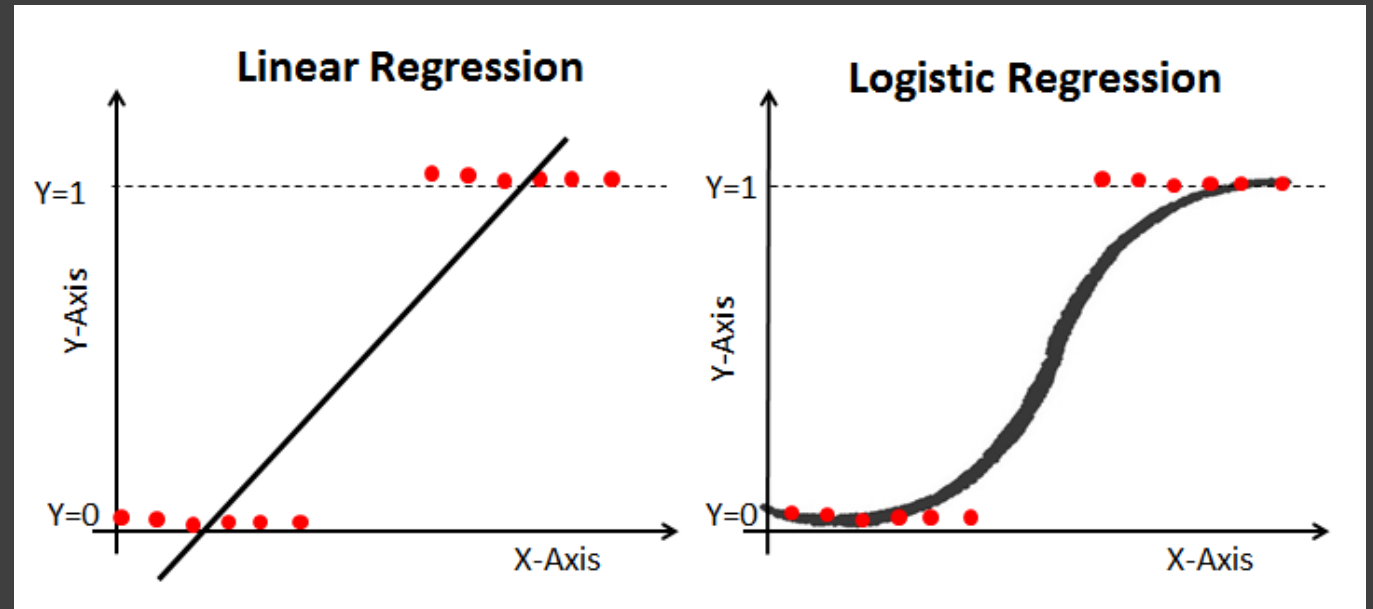 Linear Regression
Y=1
Y-Axis
Y=0
X-Axis
Logistic Regression
Y=1
Y-Axis
Y=0
X-Axis